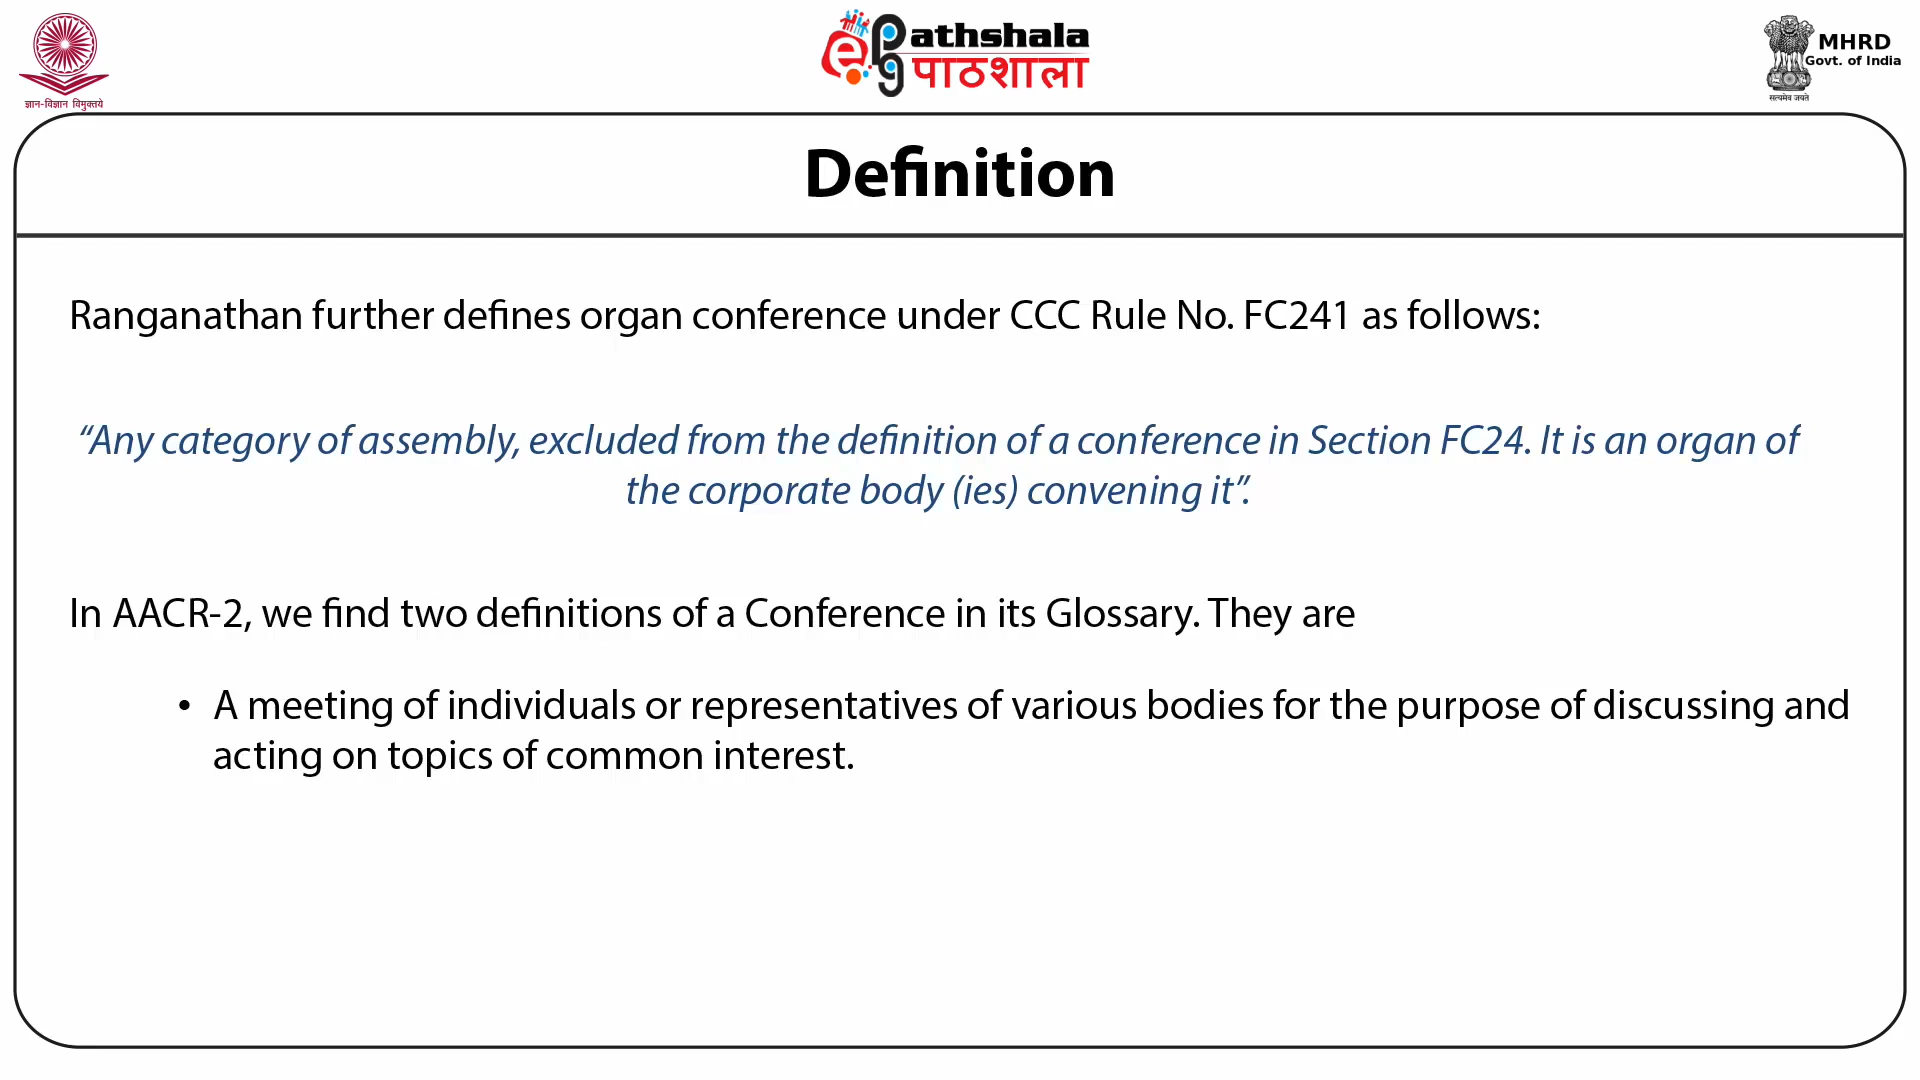 ज्ञान-विज्ञान विमुक्तये
e Pathshala
पाठशाला
MHRD
Govt. of India
सत्यमेव जयते
Definition
Ranganathan further defines organ conference under CCC Rule No. FC241 as follows:
“Any category of assembly, excluded from the definition of a conference in Section FC24. It is an organ of
the corporate body (ies) convening it”.
In AACR-2, we find two definitions of a Conference in its Glossary. They are
• A meeting of individuals or representatives of various bodies for the purpose of discussing and
acting on topics of common interest.